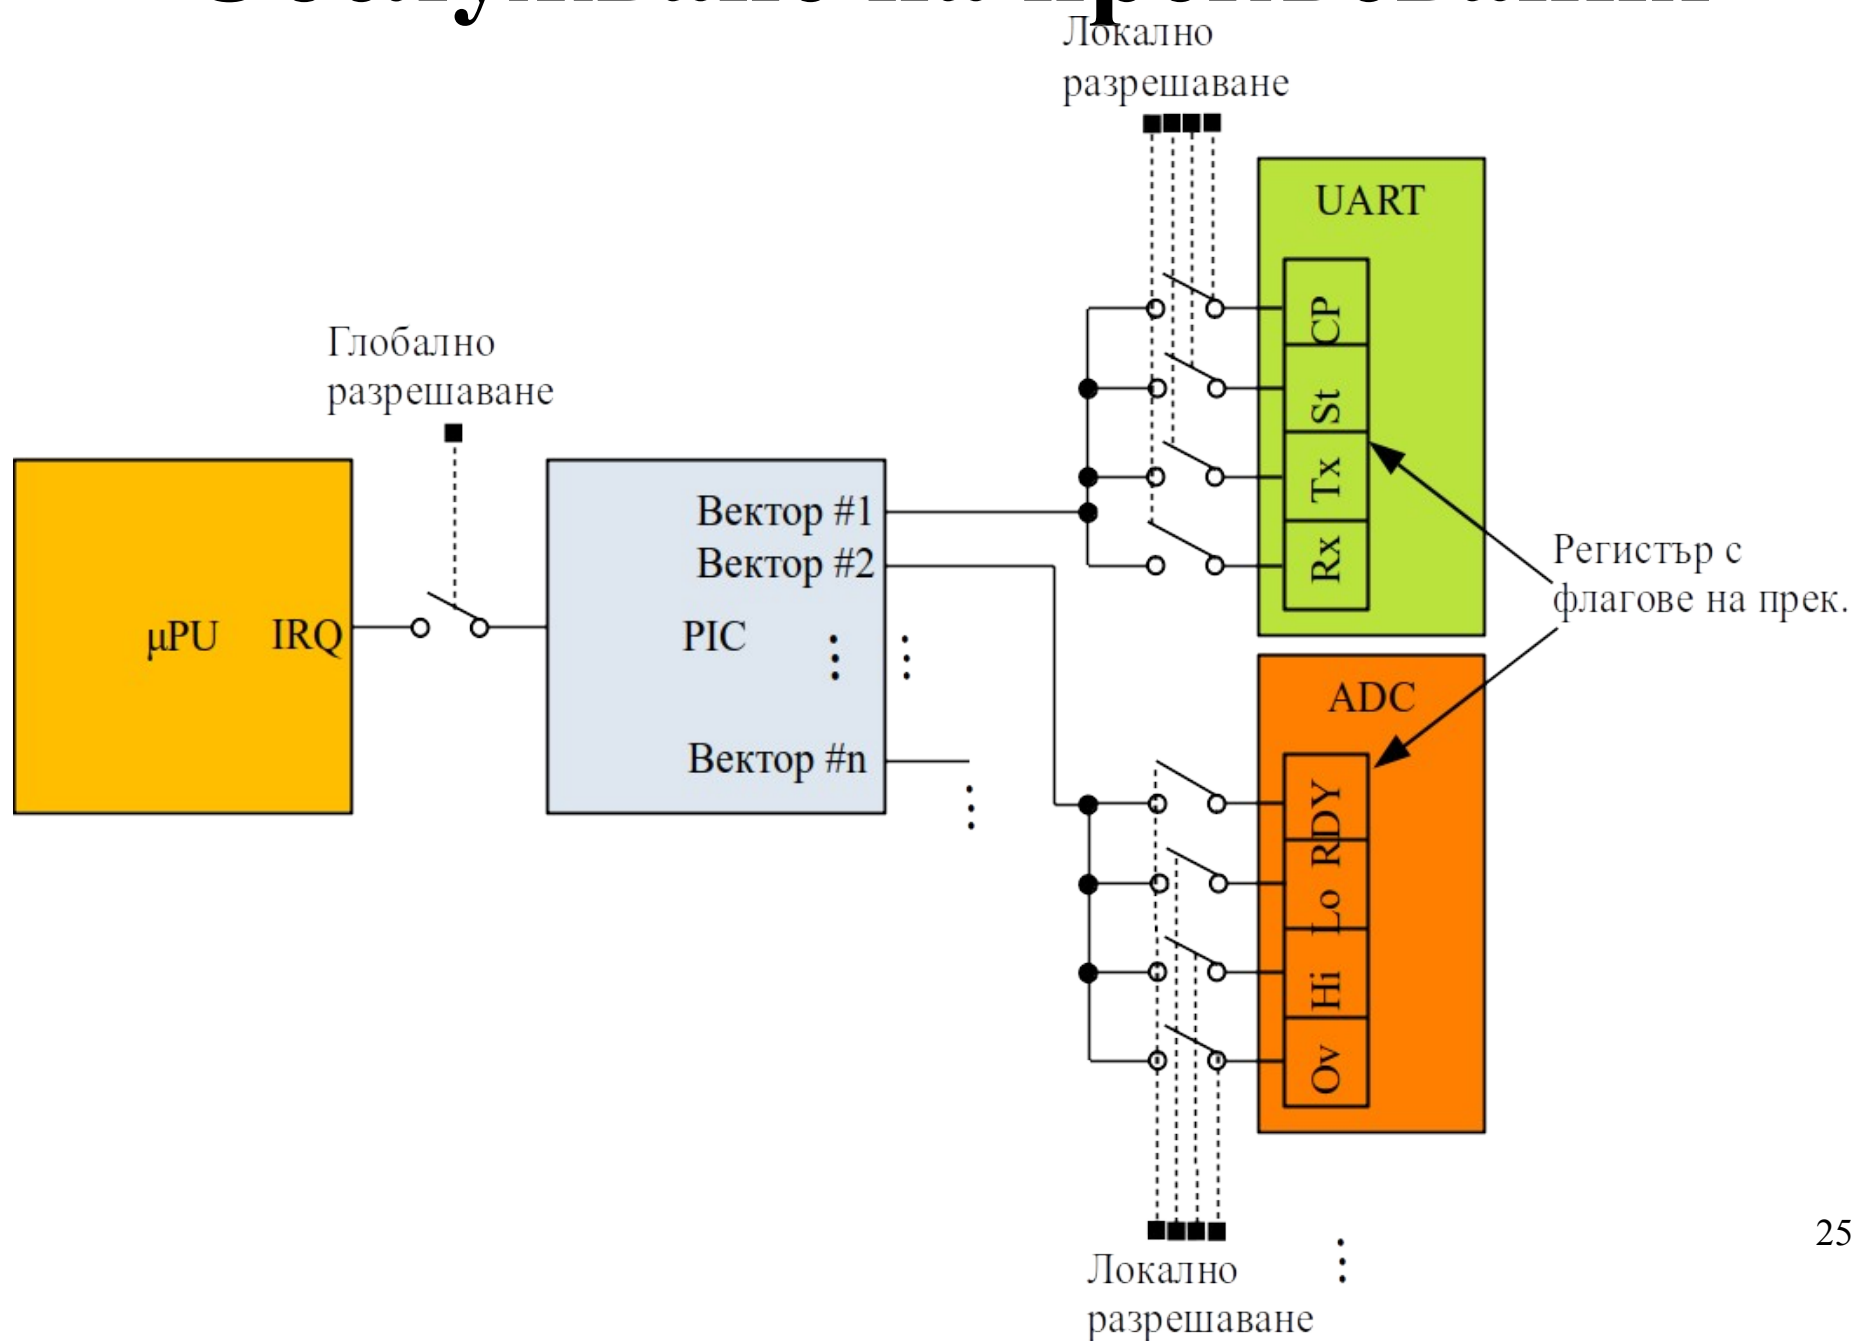 Локално
разрешаване
UART
CP
St
Tx
Rx
Глобално
разрешаване
μPU IRQ
PIC
Вектор #1
Вектор #2
Вектор #n
Регистър с
флагове на прек.
ADC
RDY
Lo
Hi
Ov
Локално
разрешаване
25